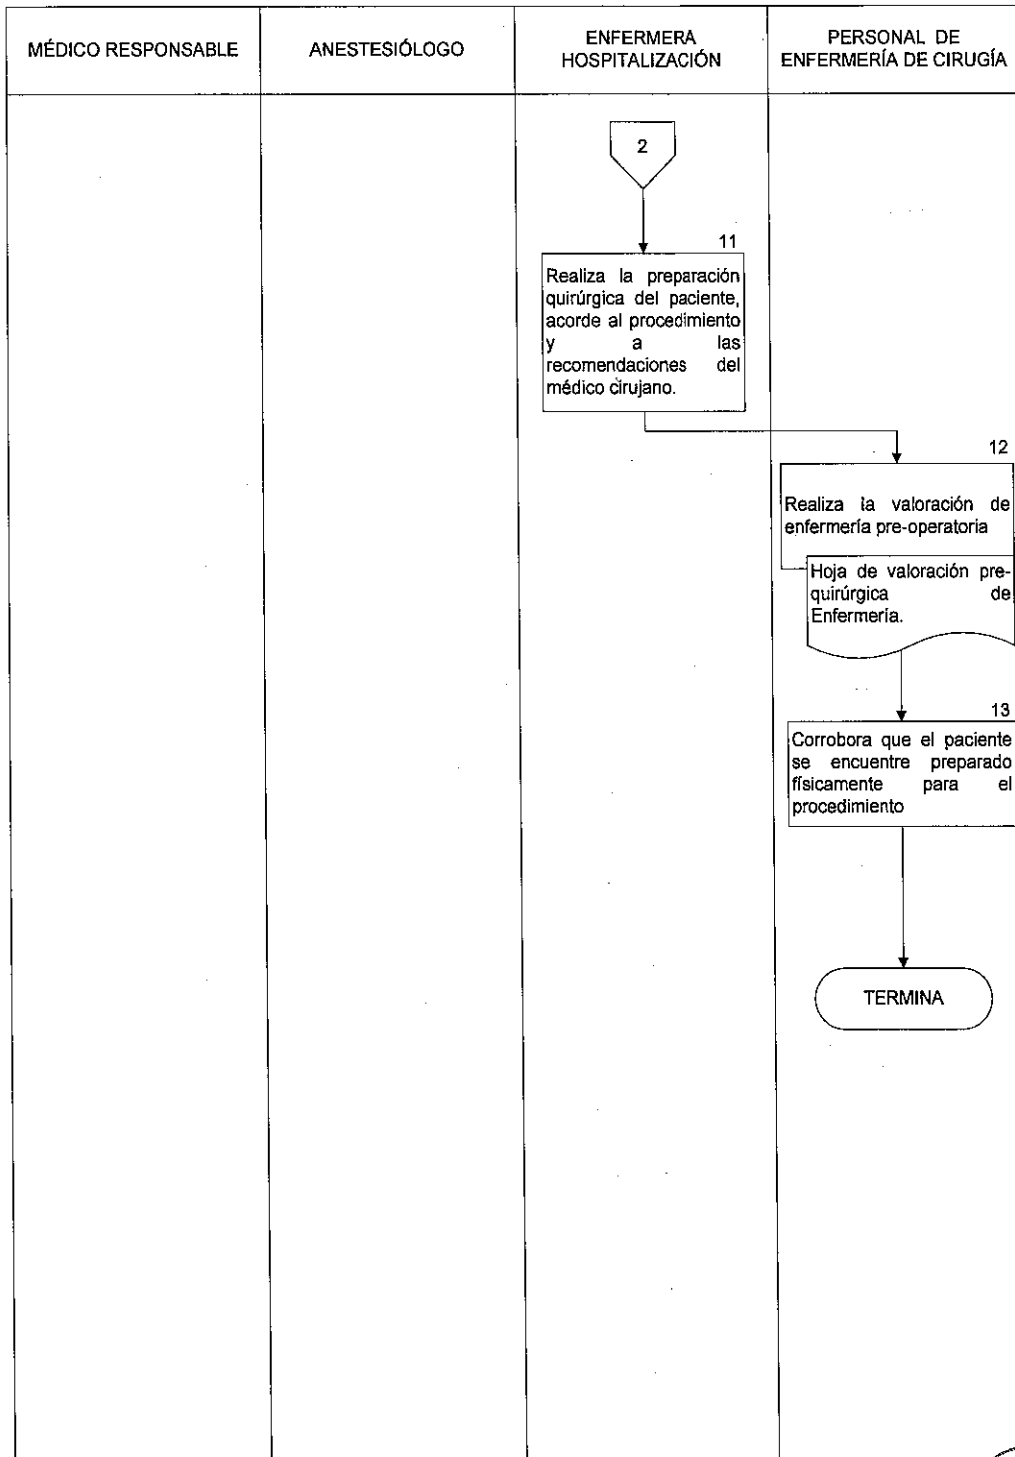 MÉDICO RESPONSABLE
ANESTESIÓLOGO
ENFERMERA
HOSPITALIZACIÓN
PERSONAL DE
ENFERMERÍA DE CIRUGÍA
2
11
Realiza la preparación
quirúrgica del paciente,
acorde al procedimiento
y a las
recomendaciones del
médico cirujano.
12
Realiza la valoración de
enfermería pre-operatoria
Hoja de valoración pre-
quirúrgica de
Enfermería.
13
Corrobora que el paciente
se encuentre preparado
físicamente para el
procedimiento
TERMINA